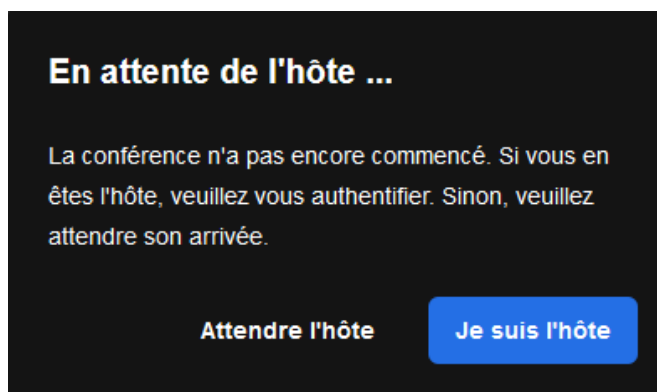 En attente de l'hôte ...
La conférence n'a pas encore commencé. Si vous en
êtes l'hôte, veuillez vous authentifier. Sinon, veuillez
attendre son arrivée.
Attendre l'hôte Je suis l'hôte